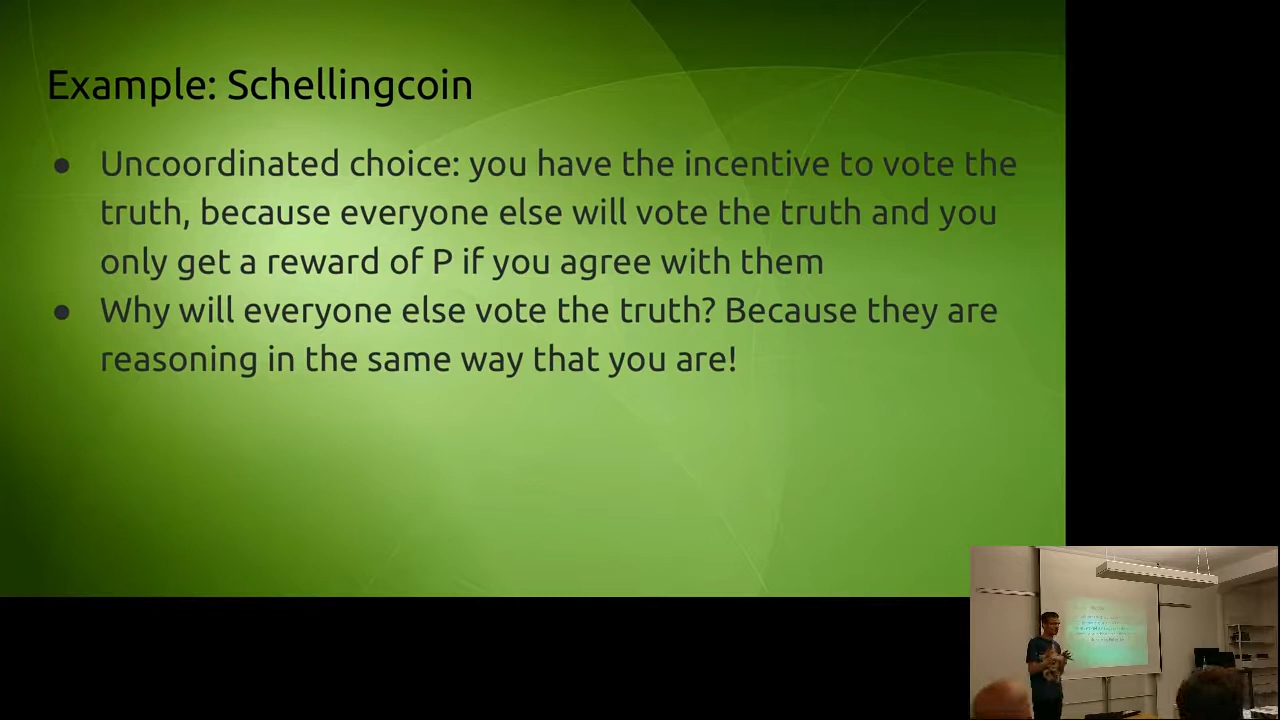 Example: Schellingcoin
● Uncoordinated choice: you have the incentive to vote the
truth, because everyone else will vote the truth and you
only get a reward of P if you agree with them
● Why will everyone else vote the truth? Because they are
reasoning in the same way that you are!